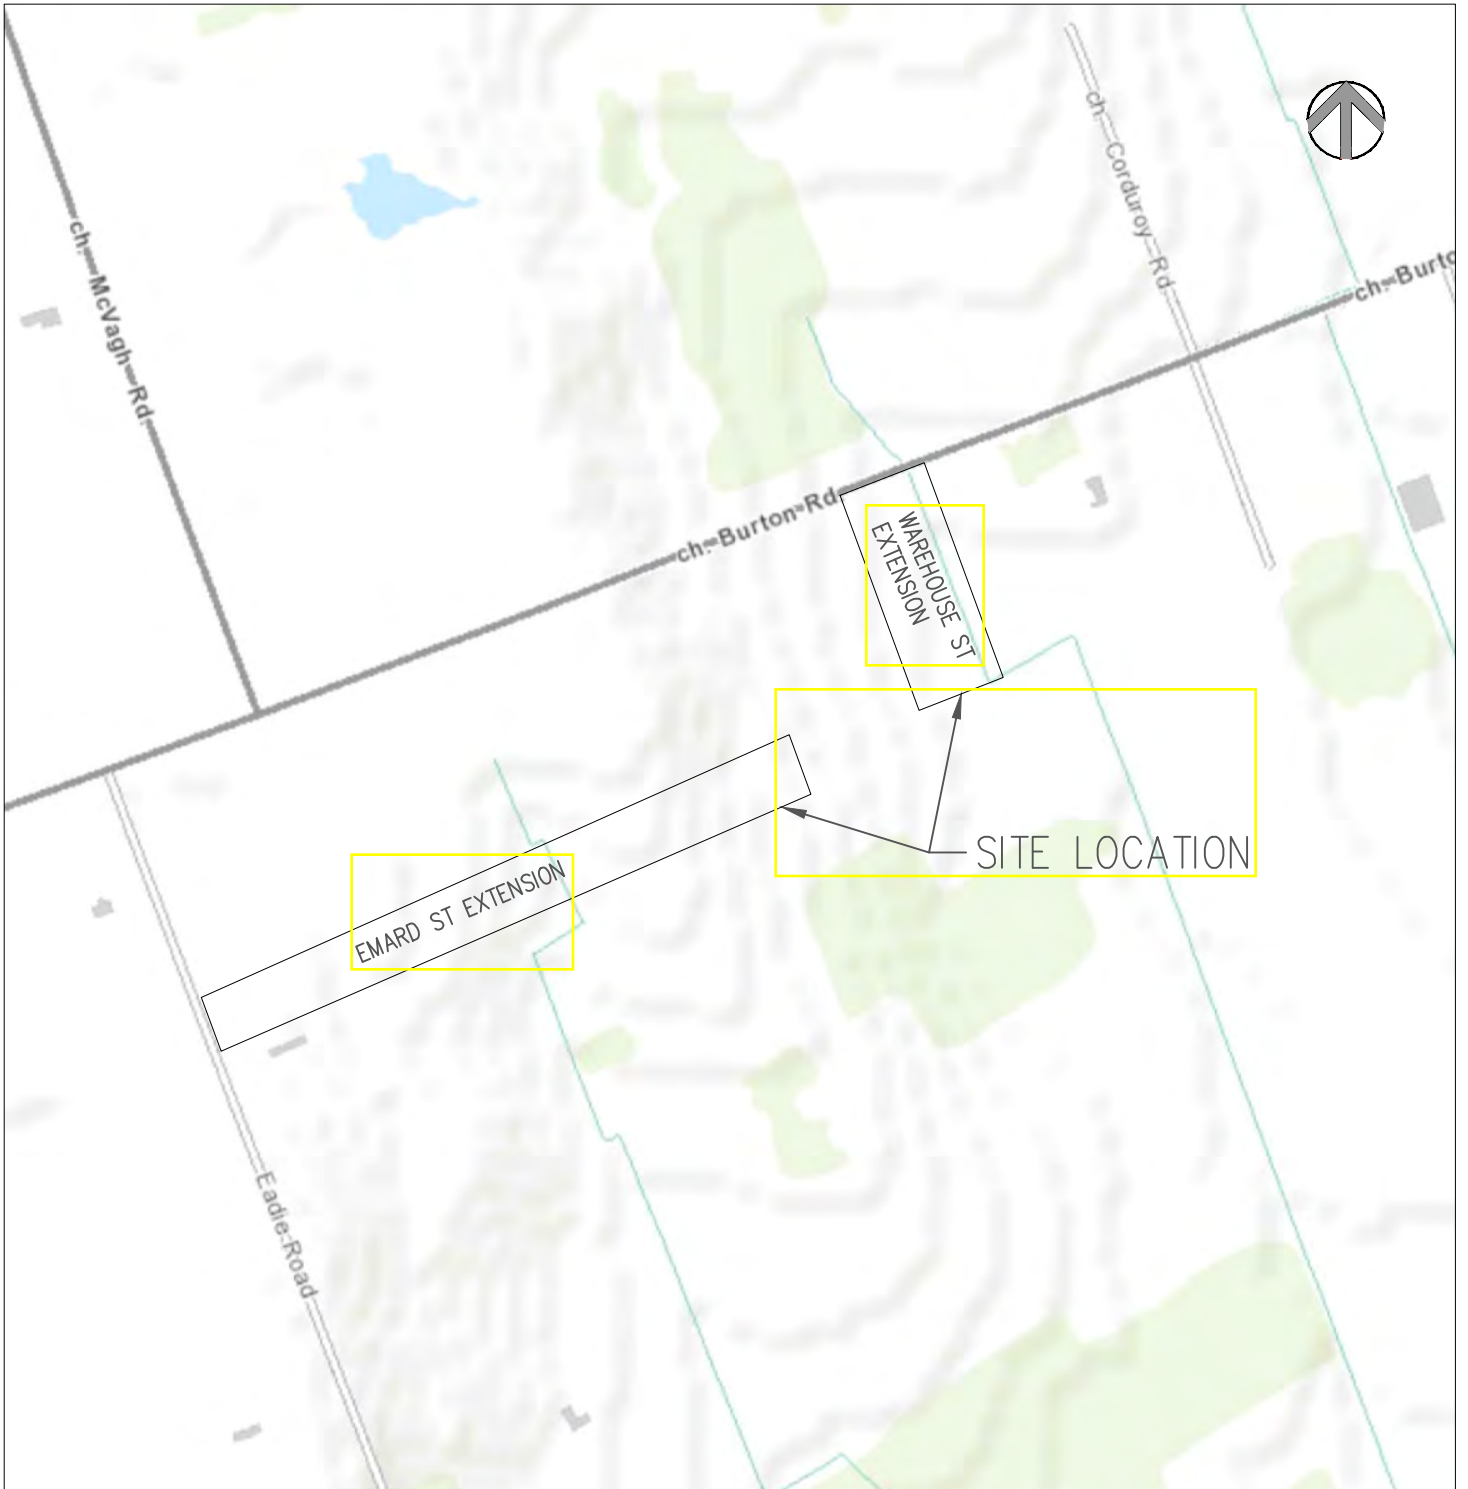 ch. Corduroy Rd
ch. McVagh Rd.
ch. Burto
ch. Burton Rd
WAREHOUSE ST
EXTENSION
SITE LOCATION
EMARD ST EXTENSION
Eadie Road